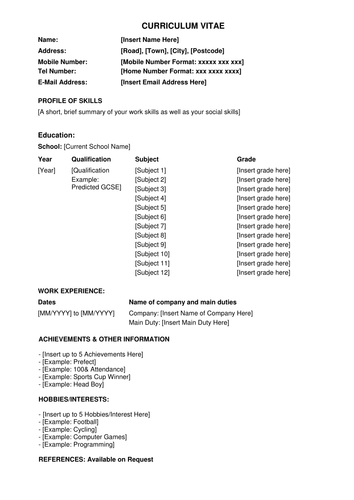 CURRICULUM VITAE
Name: [Insert Name Here]
Address: [Road], [Town], [City], [Postcode]
Mobile Number: [Mobile Number Format: xxxxx xxx xxx]
Tel Number: [Home Number Format: xxx xxxx xxxx]
E-Mail Address: [Insert Email Address Here]
PROFILE OF SKILLS
[A short, brief summary of your work skills as well as your social skills]
Education:
School: [Current School Name]
Year Qualification Subject Grade
[Year] [Qualification [Subject 1] [Insert grade here]
Example: [Subject 2] [Insert grade here]
Predicted GCSE] [Subject 3] [Insert grade here]
[Subject 4] [Insert grade here]
[Subject 5] [Insert grade here]
[Subject 6] [Insert grade here]
[Subject 7] [Insert grade here]
[Subject 8] [Insert grade here]
[Subject 9] [Insert grade here]
[Subject 10] [Insert grade here]
[Subject 11] [Insert grade here]
[Subject 12] [Insert grade here]
WORK EXPERIENCE:
Dates Name of company and main duties
[MM/YYYY] to [MM/YYYY] Company: [Insert Name of Company Here]
Main Duty: [Insert Main Duty Here]
ACHIEVEMENTS & OTHER INFORMATION
- [Insert up to 5 Achievements Here]
- [Example: Prefect]
- [Example: 100& Attendance]
- [Example: Sports Cup Winner]
- [Example: Head Boy]
HOBBIES/INTERESTS:
- [Insert up to 5 Hobbies/Interest Here]
- [Example: Football]
- [Example: Cycling]
- [Example: Computer Games]
- [Example: Programming]
REFERENCES: Available on Request